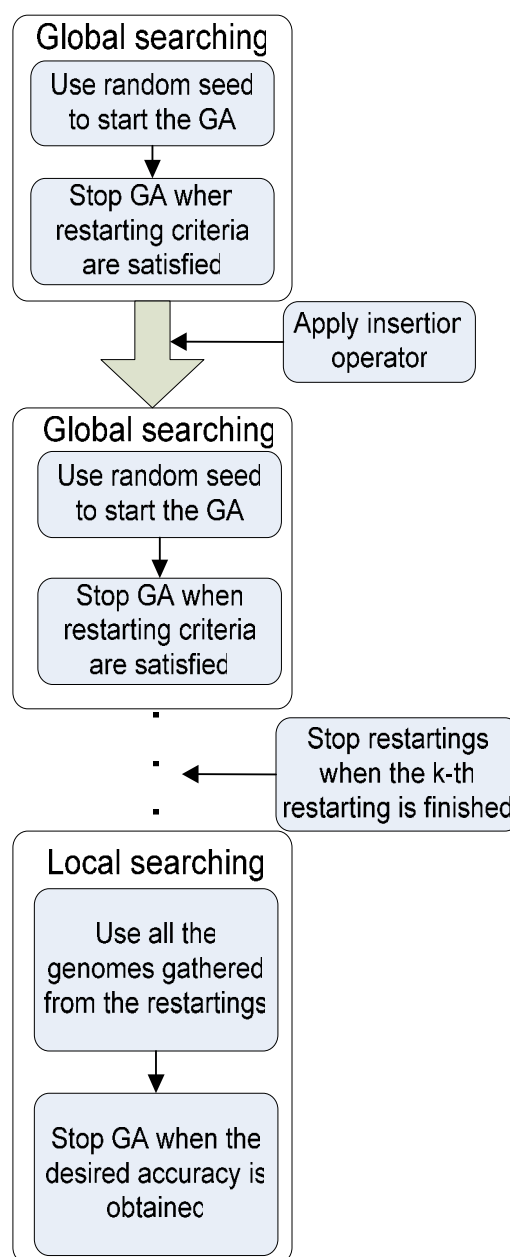 Global searching
Use random seed
to start the GA
Stop GA when
restarting criteria
are satisfied
Apply insertion
operator
Global searching
Use random seed
to start the GA
Stop GA when
restarting criteria
are satisfied
Stop restartings
when the k-th
restarting is finished
Local searching
Use all the
genomes gathered
from the restartings
Stop GA when the
desired accuracy is
obtained